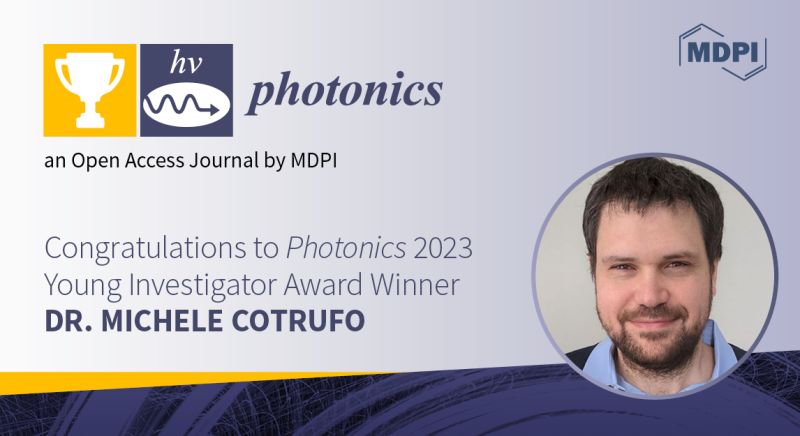 MDPI
hv
photonics
an Open Access Journal by MDPI
Congratulations to Photonics 2023
Young Investigator Award Winner
DR. MICHELE COTRUFO